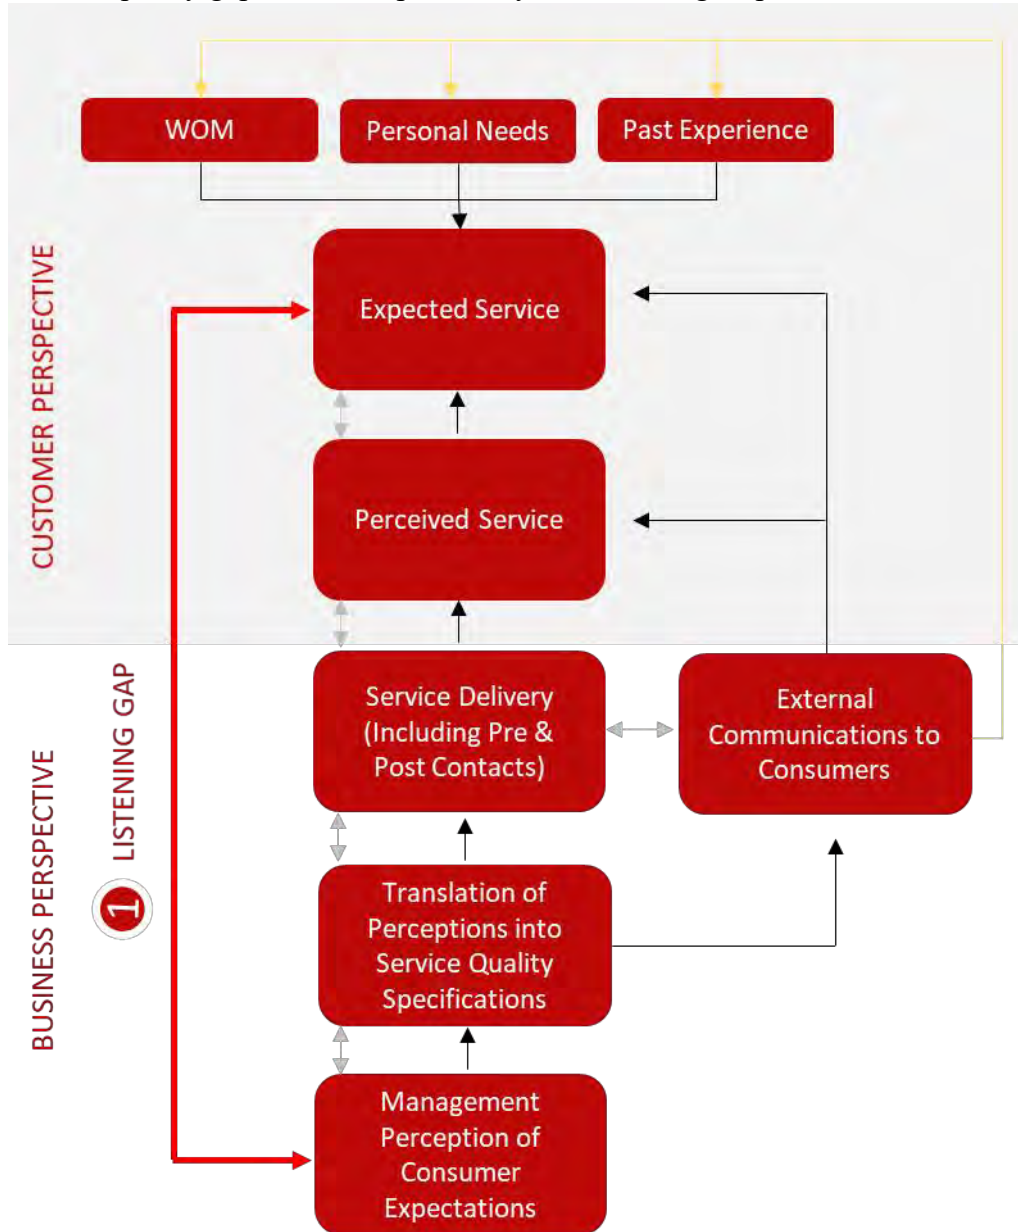 WOM
Personal Needs
Past Experience
CUSTOMER PERSPECTIVE
Expected Service
Perceived Service
BUSINESS PERSPECTIVE
1
LISTENING GAP
Service Delivery
(Including Pre &
Post Contacts)
External
Communications to
Consumers
Translation of
Perceptions into
Service Quality
Specifications
Management
Perception of
Consumer
Expectations